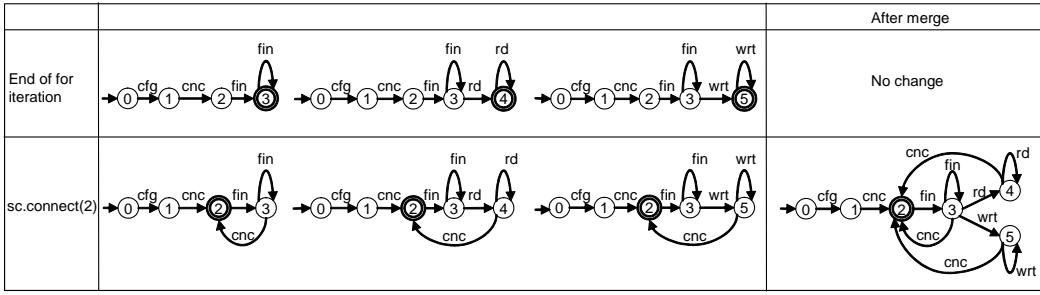 After merge
End of for
iteration
fin
cfg cnc fin
0 1 2 3
fin rd
cfg cnc fin rd
0 1 2 3 4
fin wrt
cfg cnc fin wrt
0 1 2 3 5
No change
sc.connect(2)
fin
cfg cnc fin
0 1 2 3
cnc
fin rd
cfg cnc fin rd
0 1 2 3 4
cnc
fin wrt
cfg cnc fin wrt
0 1 2 3 5
cnc
cnc fin rd
4
cfg cnc fin rd
0 1 2 3
wrt
cnc
5
cnc
wrt